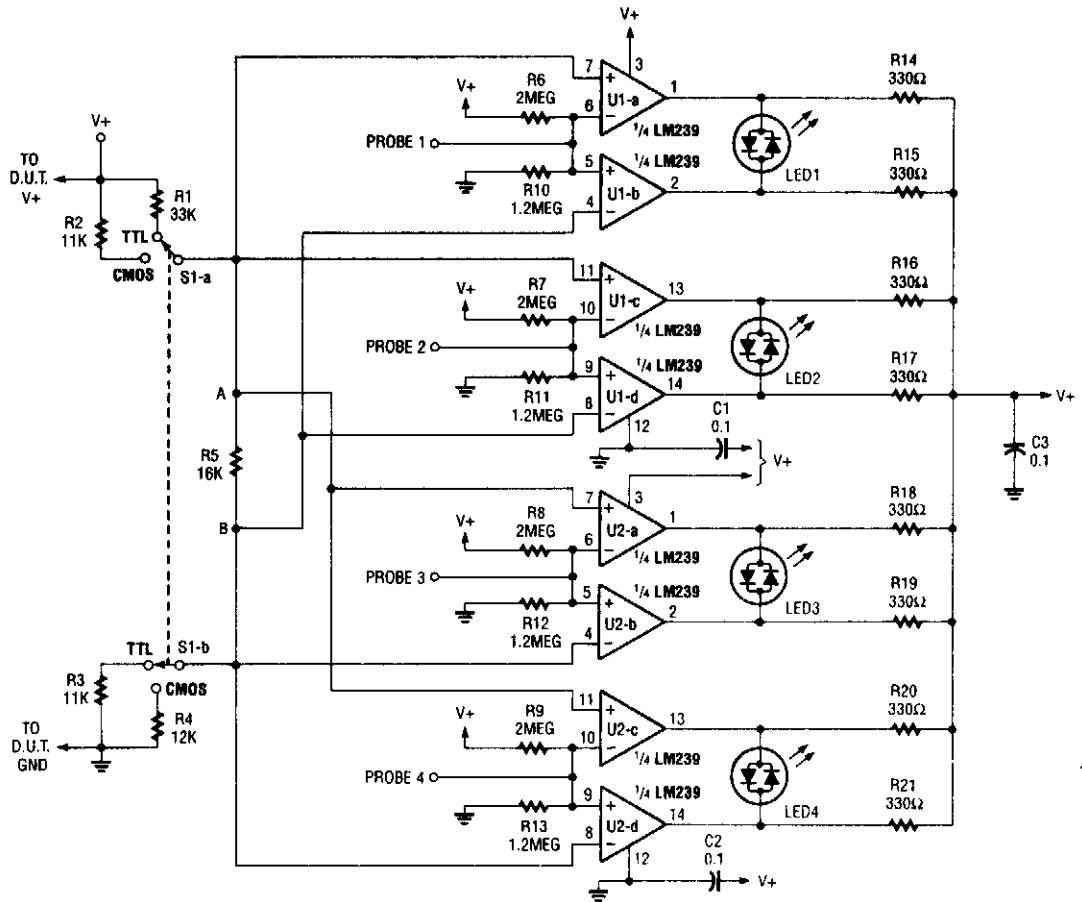 V+
TO
D.U.T.
V+
R1
33K
R2
11K
TTL
CMOS
S1-a
A
R5
16K
B
TTL
S1-b
CMOS
R3
11K
R4
12K
TO
D.U.T.
GND
V+
V+
R6
2MEG
7
+
6
−
3
U1-a
1
1/4 LM239
PROBE 1
R10
1.2MEG
5
+
4
−
U1-b
2
1/4 LM239
LED1
R14
330Ω
R15
330Ω
V+
R7
2MEG
11
+
10
−
U1-c
13
1/4 LM239
PROBE 2
R11
1.2MEG
9
+
8
−
U1-d
14
12
1/4 LM239
LED2
R16
330Ω
R17
330Ω
C1
0.1
V+
V+
C3
0.1
V+
R8
2MEG
7
+
6
−
3
U2-a
1
1/4 LM239
PROBE 3
R12
1.2MEG
5
+
4
−
U2-b
2
1/4 LM239
LED3
R18
330Ω
R19
330Ω
V+
R9
2MEG
11
+
10
−
U2-c
13
1/4 LM239
PROBE 4
R13
1.2MEG
9
+
8
−
U2-d
14
12
1/4 LM239
LED4
R20
330Ω
R21
330Ω
C2
0.1
V+